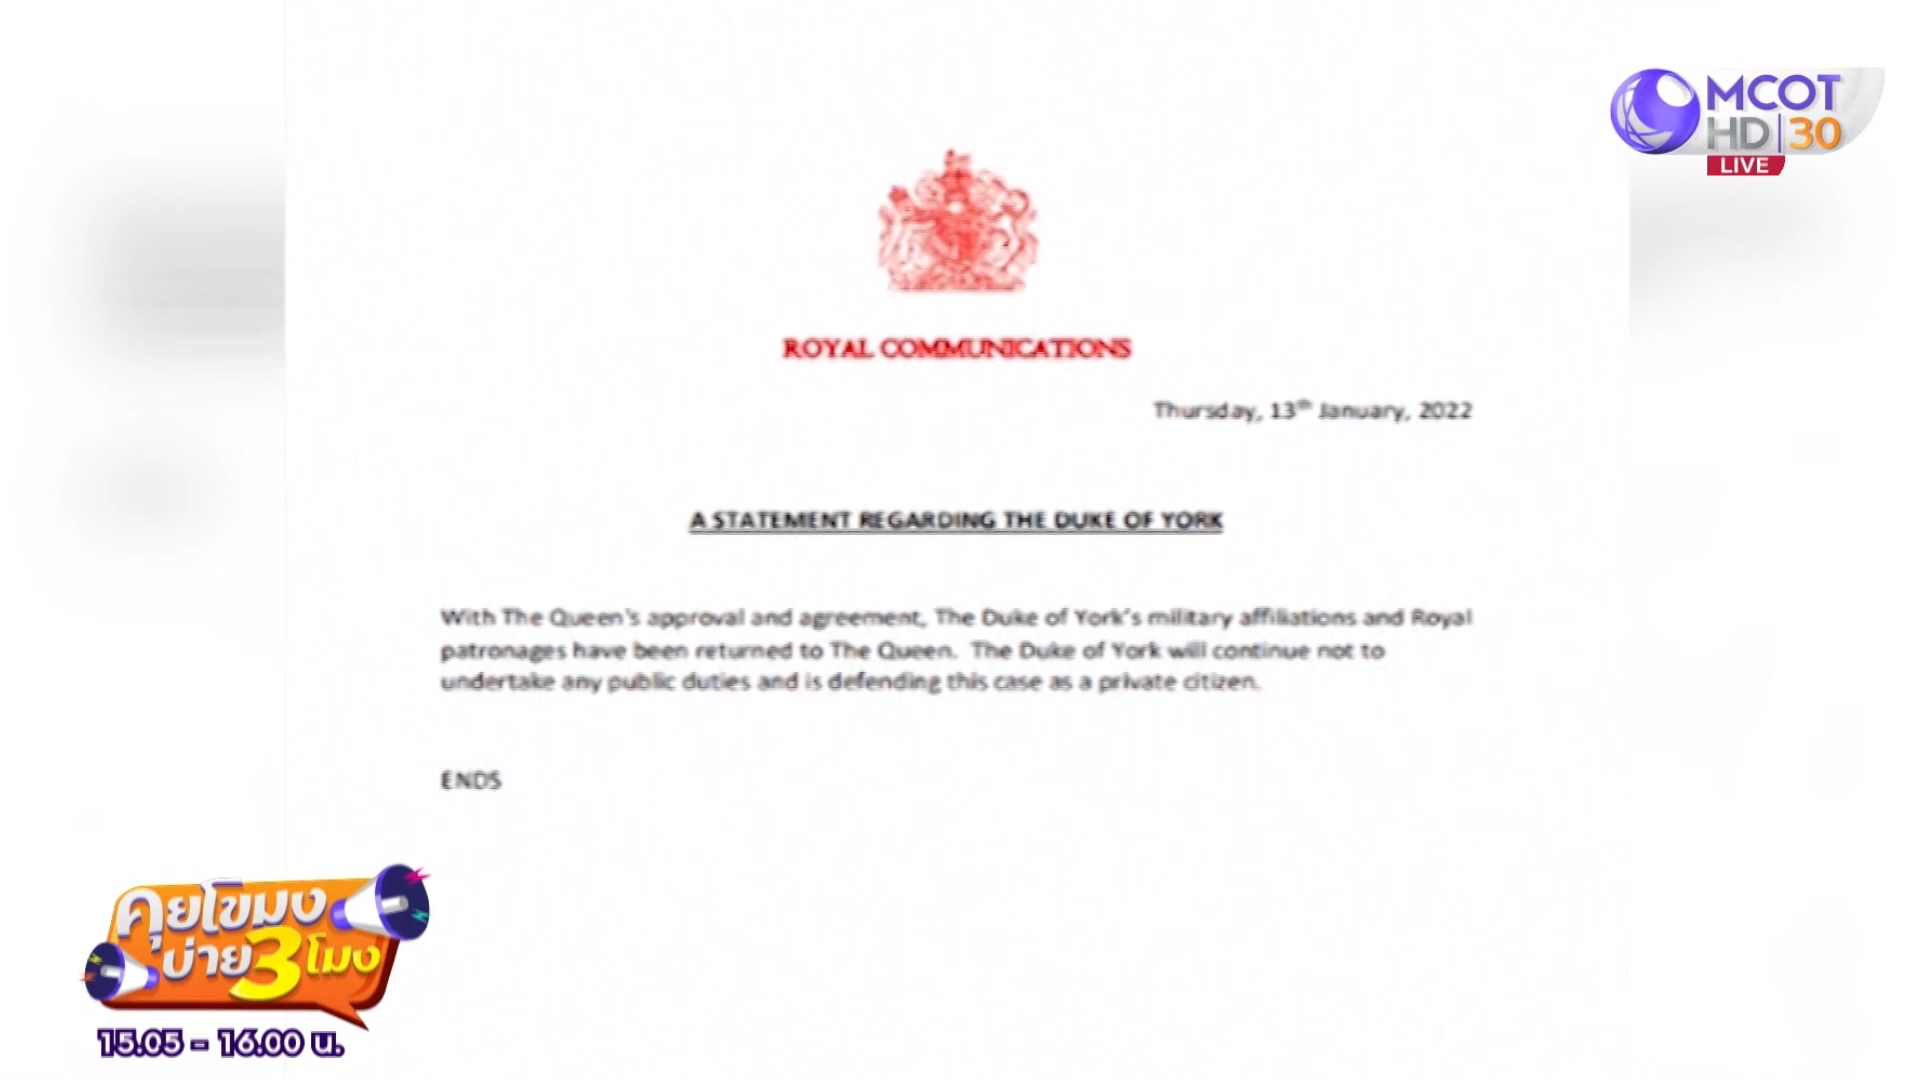 MCOT
HD 30
LIVE
ROYAL COMMUNICATIONS
Thursday, 13th January, 2022
A STATEMENT REGARDING THE DUKE OF YORK
With The Queen's approval and agreement, The Duke of York's military affiliations and Royal
patronages have been returned to The Queen. The Duke of York will continue not to
undertake any public duties and is defending this case as a private citizen.
ENDS
คุยโขมง
บ่าย 3 โมง
15.05 - 16.00 น.